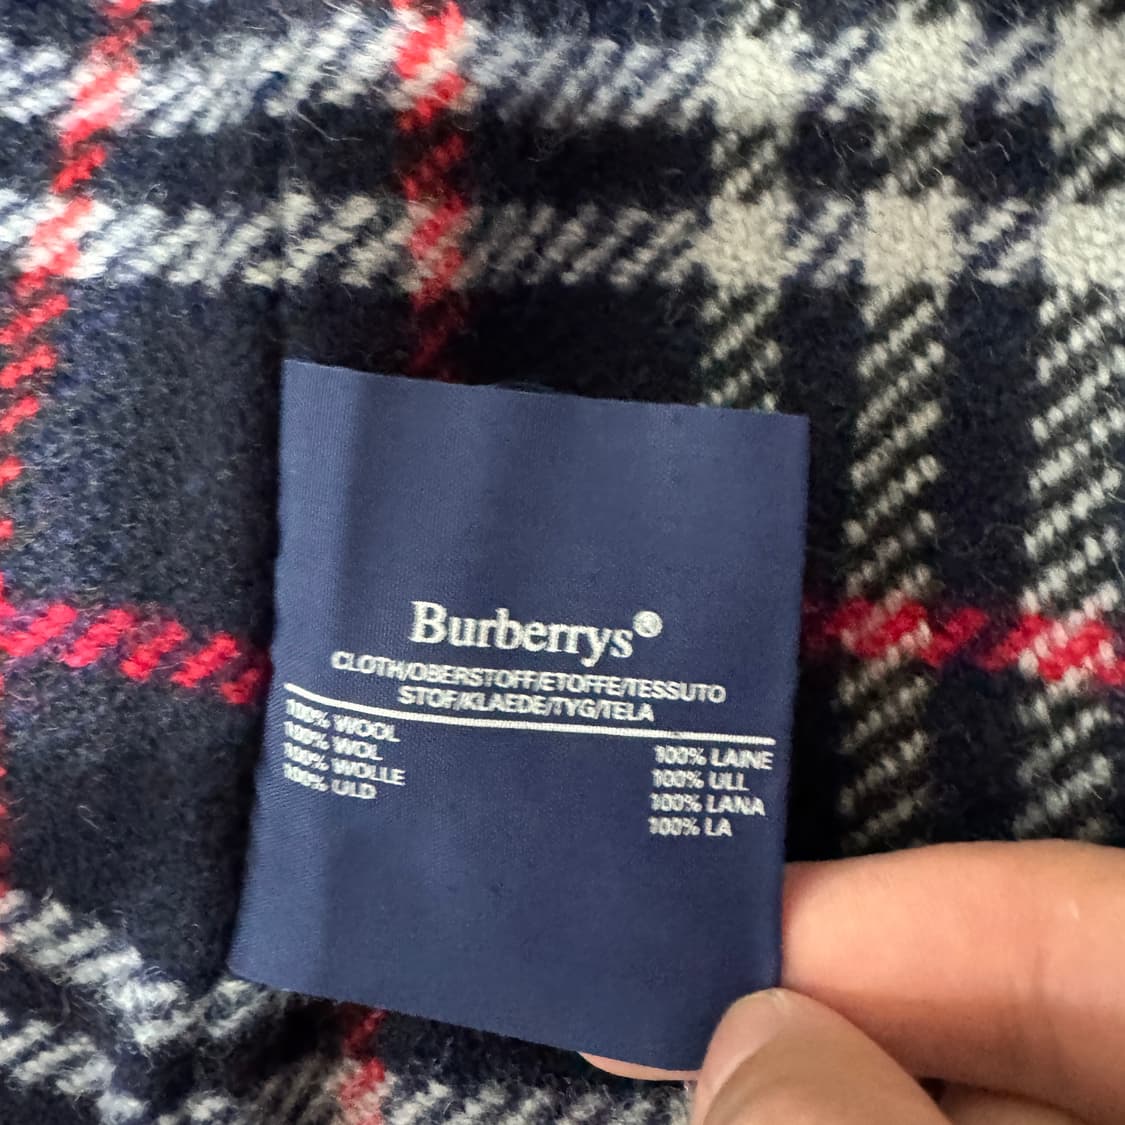 Burberrys®
CLOTH/OBERSTOFF/ETOFFE/TESSUTO
STOF/KLAEDE/TYG/TELA
100% WOOL
100% WOL
100% WOLLE
100% ULD
100% LAINE
100% ULL
100% LANA
100% LA